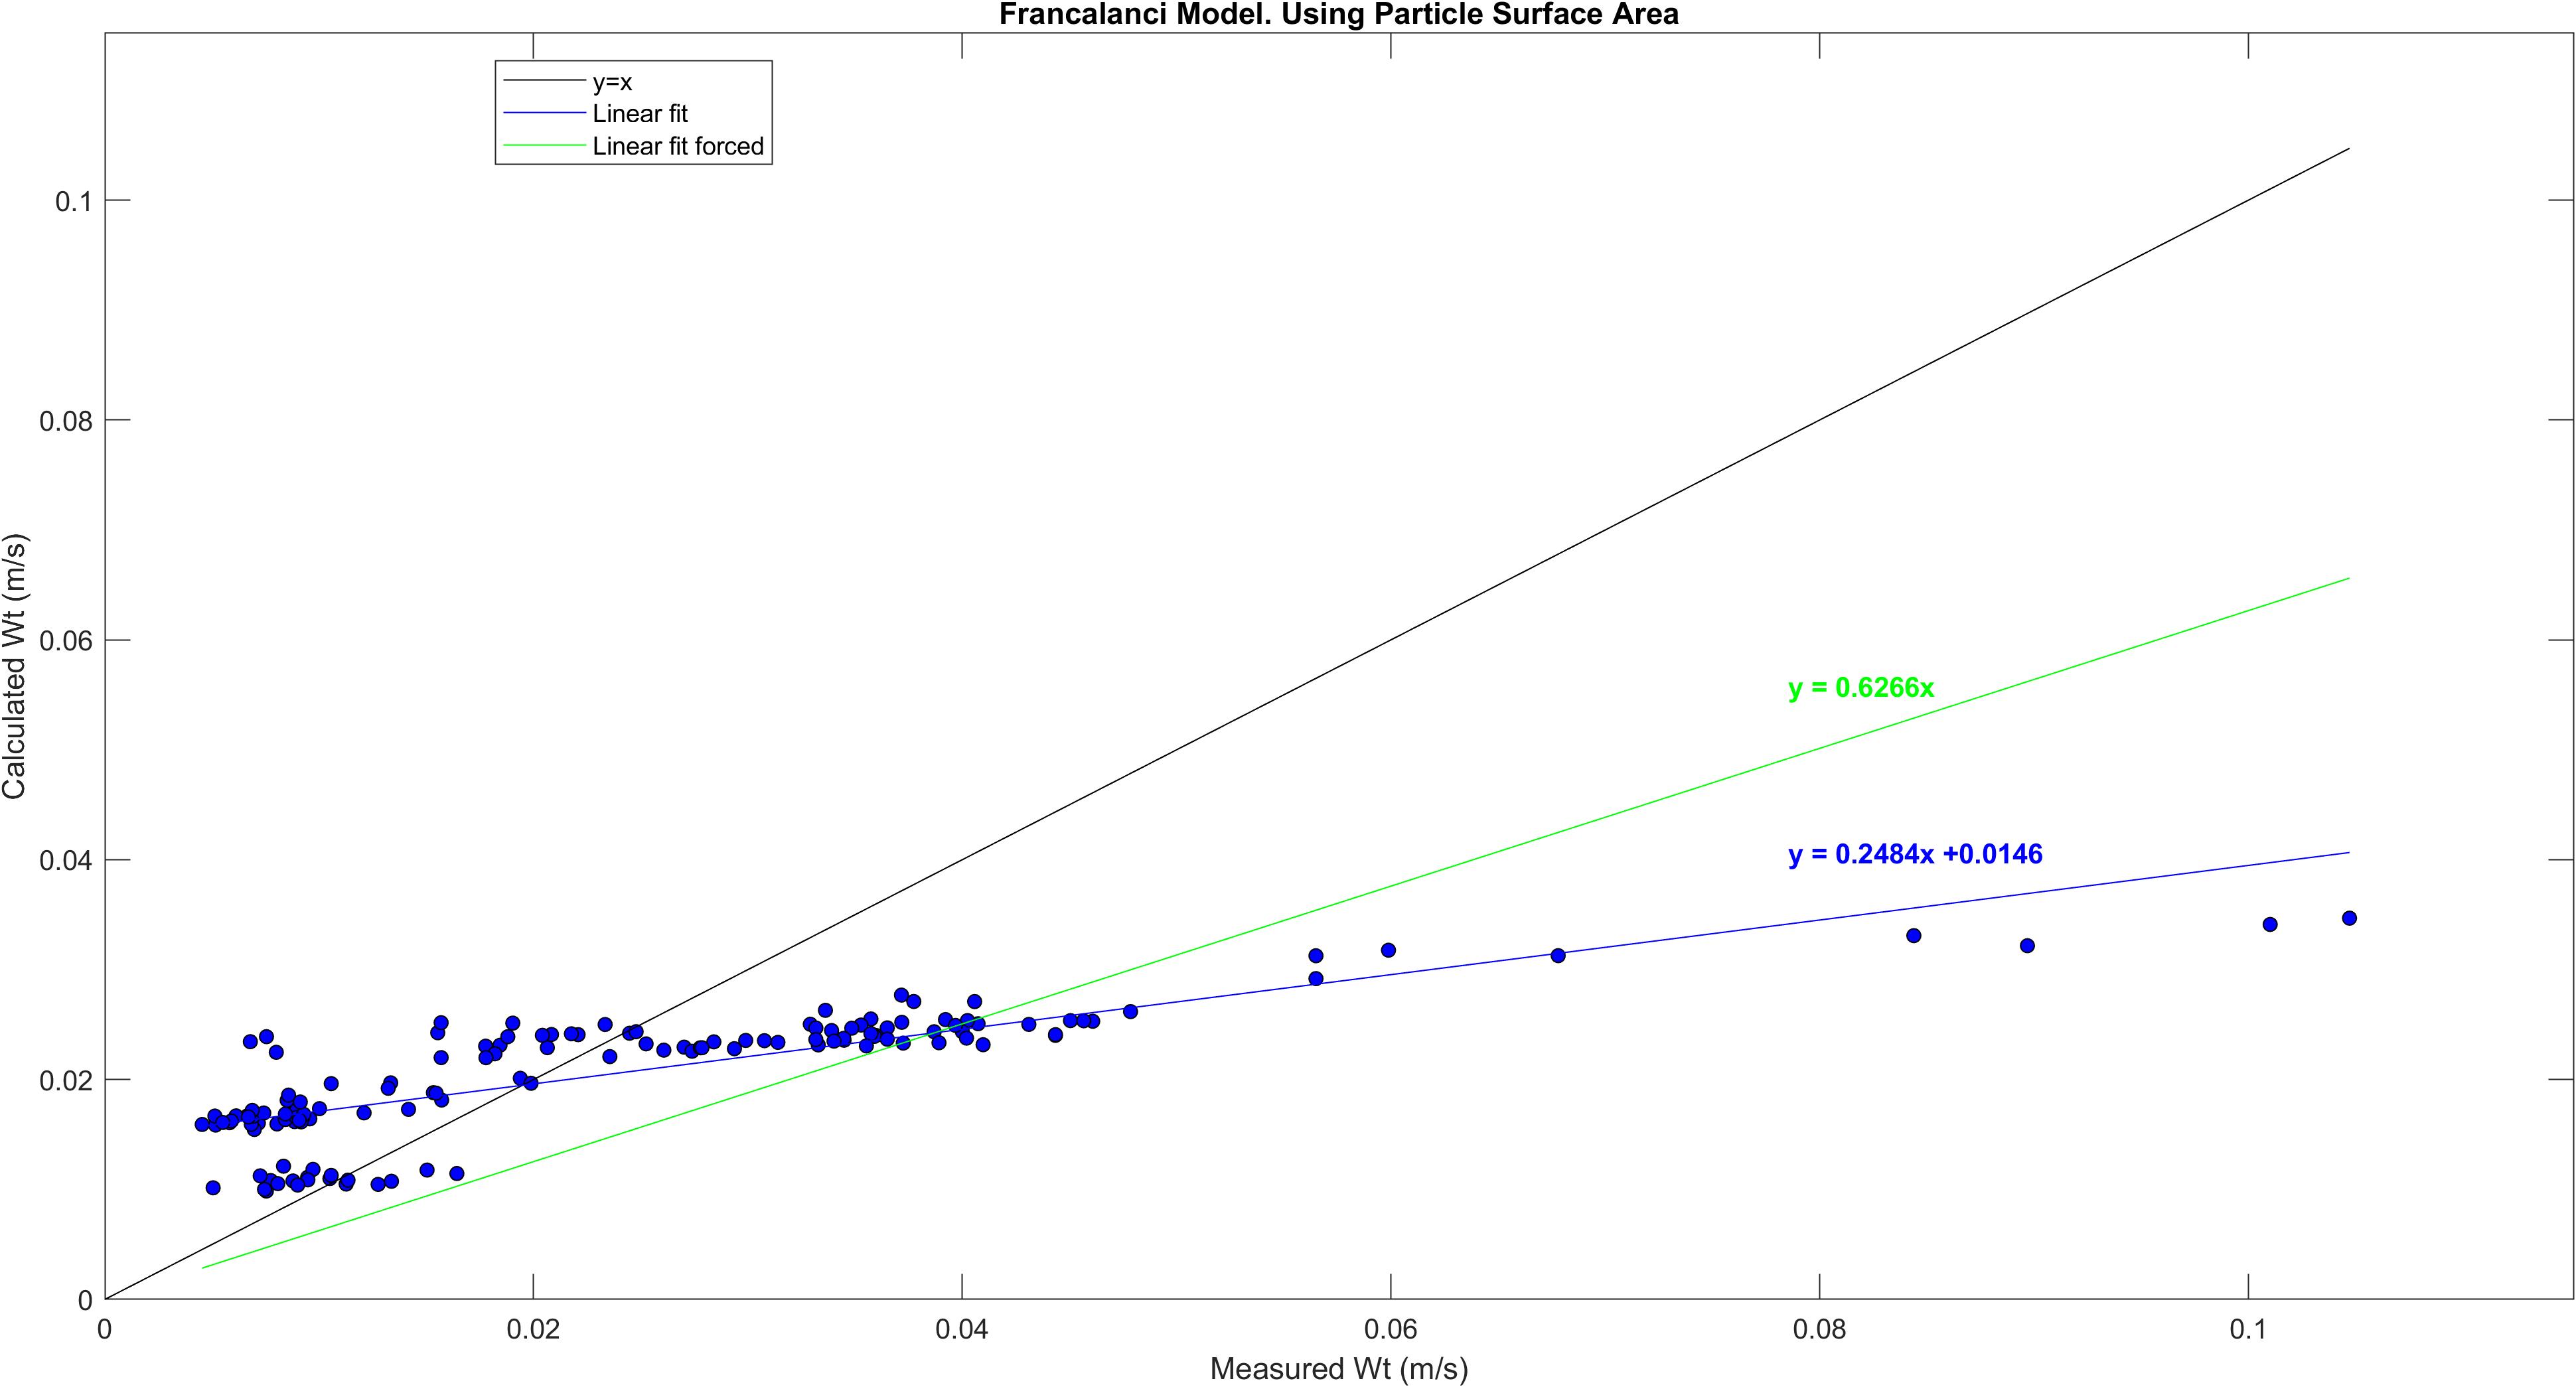 Francalanci Model. Using Particle Surface Area
y=x
Linear fit
Linear fit forced
0.1
0.08
0.06
0.04
0.02
0
Calculated Wt (m/s)
y = 0.6266x
y = 0.2484x +0.0146
0
0.02
0.04
0.06
0.08
0.1
Measured Wt (m/s)